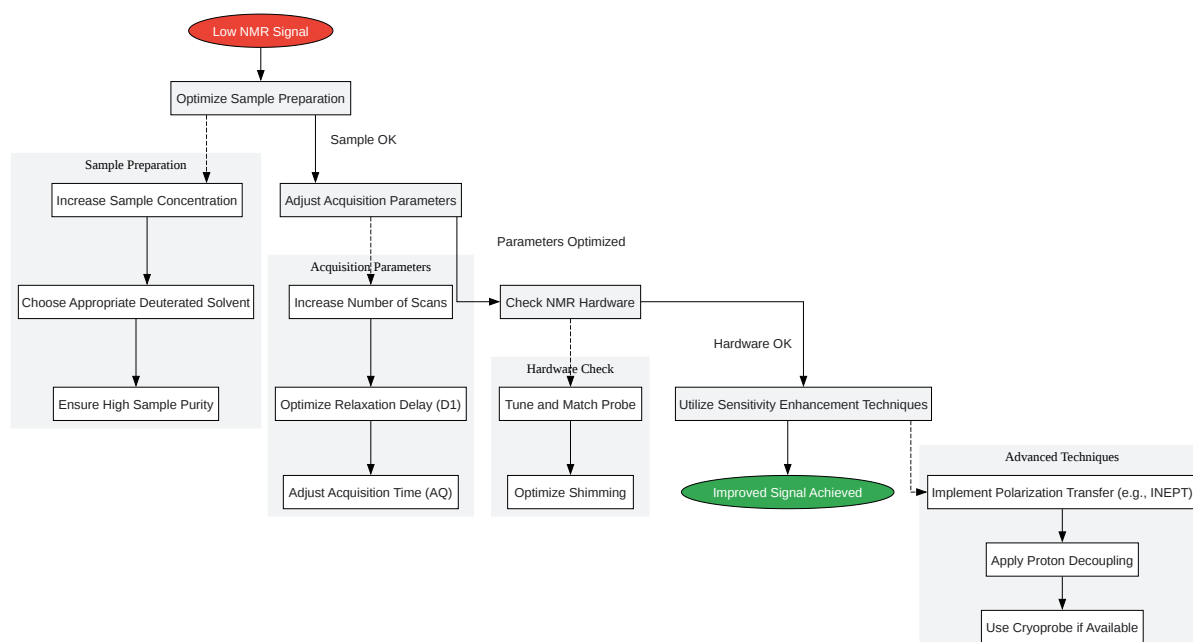 Low NMR Signal
Optimize Sample Preparation
Sample OK
Sample Preparation
Increase Sample Concentration
Choose Appropriate Deuterated Solvent
Ensure High Sample Purity
Adjust Acquisition Parameters
Parameters Optimized
Acquisition Parameters
Increase Number of Scans
Optimize Relaxation Delay (D1)
Adjust Acquisition Time (AQ)
Check NMR Hardware
Hardware OK
Hardware Check
Tune and Match Probe
Optimize Shimming
Utilize Sensitivity Enhancement Techniques
Improved Signal Achieved
Advanced Techniques
Implement Polarization Transfer (e.g., INEPT)
Apply Proton Decoupling
Use Cryoprobe if Available